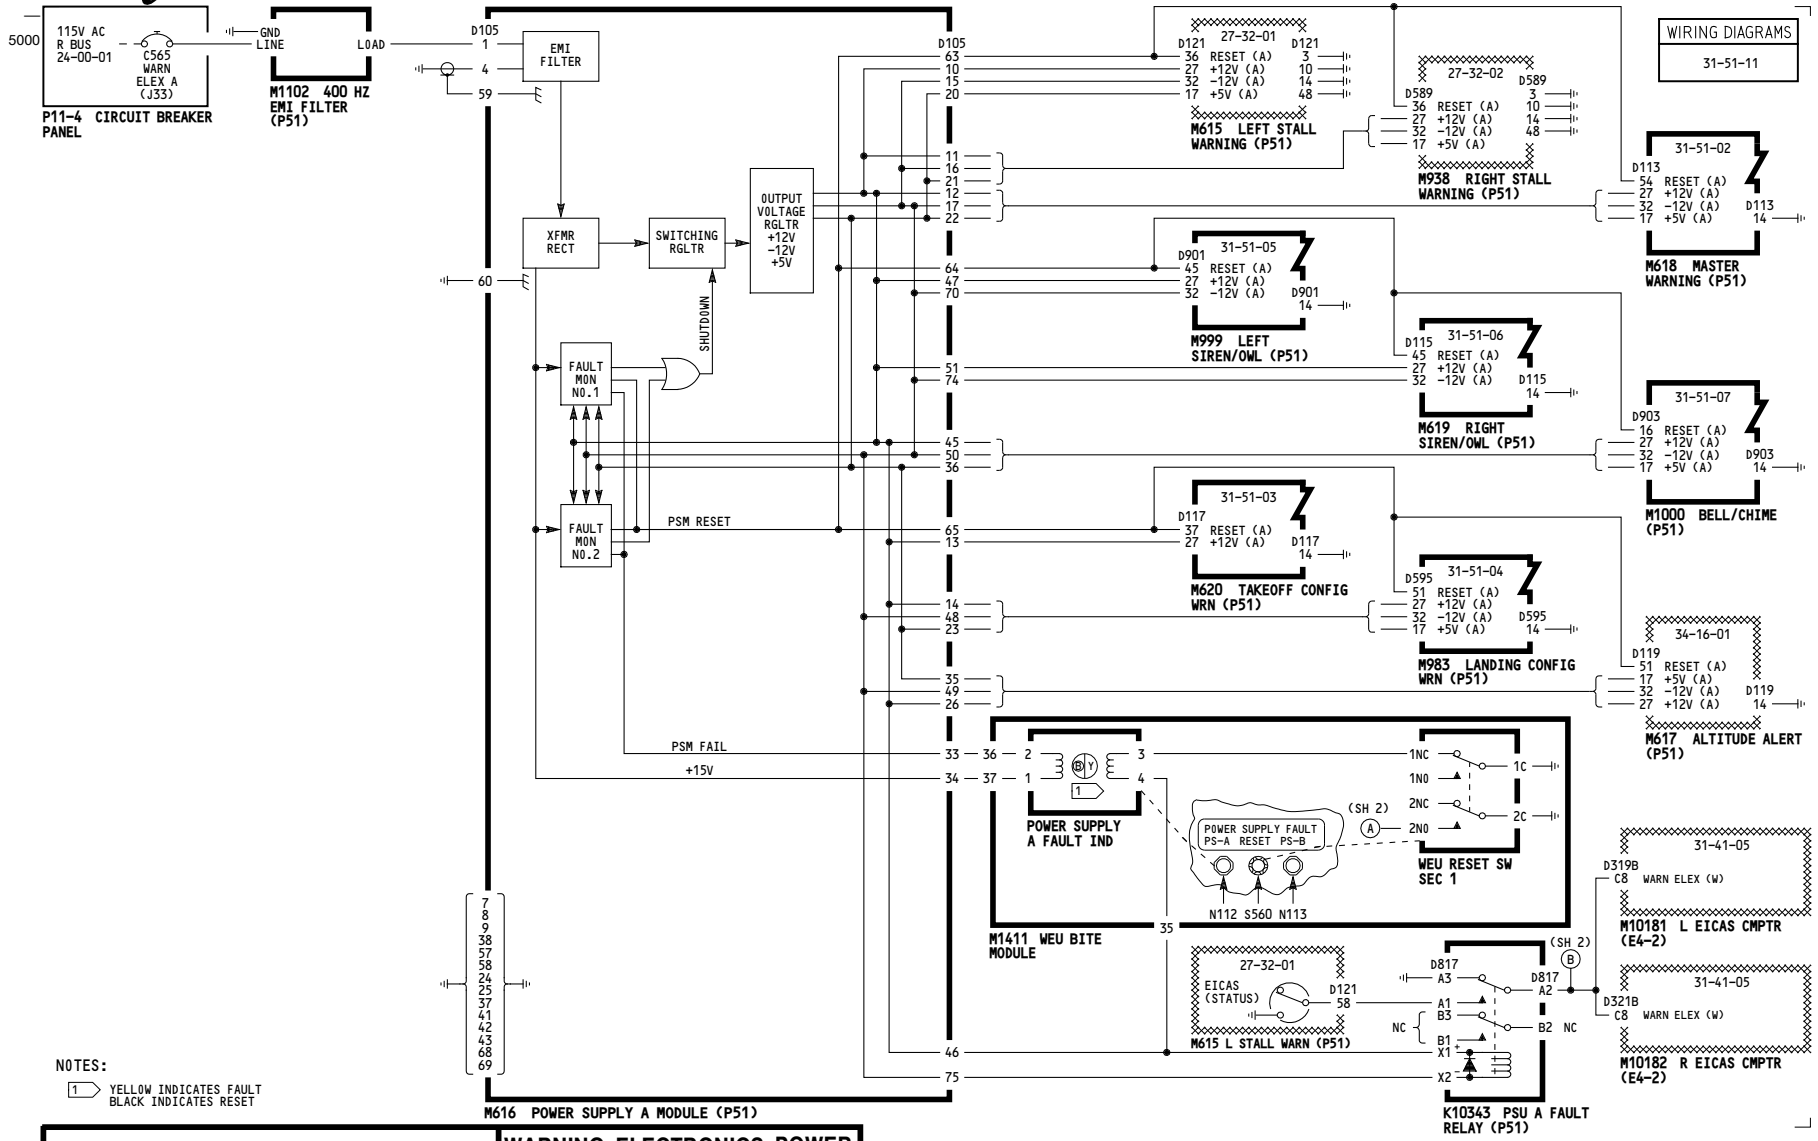 5000
115V AC
R BUS
24-00-01
C565
WARN
ELEX A
(J33)
P11-4 CIRCUIT BREAKER
PANEL
GND
LINE
LOAD
M1102 400 HZ
EMI FILTER
(P51)
D105
1
4
59
60
EMI
FILTER
XFMR
RECT
SWITCHING
RGLTR
OUTPUT
VOLTAGE
RGLTR
+12V
-12V
+5V
SHUTDOWN
FAULT
MON
NO.1
FAULT
MON
NO.2
PSM RESET
PSM FAIL
+15V
D105
63
10
15
20
11
16
21
12
17
22
64
47
70
51
74
45
50
36
65
13
14
48
23
35
49
26
33
34
46
75
7
8
9
38
57
58
24
25
37
41
42
43
68
69
M616 POWER SUPPLY A MODULE (P51)
27-32-01
D121
36 RESET (A)
27 +12V (A)
32 -12V (A)
17 +5V (A)
D121
3
10
14
48
M615 LEFT STALL
WARNING (P51)
27-32-02
D589
36 RESET (A)
27 +12V (A)
32 -12V (A)
17 +5V (A)
D589
3
10
14
48
M938 RIGHT STALL
WARNING (P51)
WIRING DIAGRAMS
31-51-11
31-51-02
D113
54 RESET (A)
27 +12V (A)
32 -12V (A)
17 +5V (A)
D113
14
M618 MASTER
WARNING (P51)
31-51-05
D901
45 RESET (A)
27 +12V (A)
32 -12V (A)
D901
14
M999 LEFT
SIREN/OWL (P51)
31-51-06
D115
45 RESET (A)
27 +12V (A)
32 -12V (A)
D115
14
M619 RIGHT
SIREN/OWL (P51)
31-51-07
D903
16 RESET (A)
27 +12V (A)
32 -12V (A)
17 +5V (A)
D903
14
M1000 BELL/CHIME
(P51)
31-51-03
D117
37 RESET (A)
27 +12V (A)
D117
14
M620 TAKEOFF CONFIG
WRN (P51)
31-51-04
D595
51 RESET (A)
27 +12V (A)
32 -12V (A)
17 +5V (A)
D595
14
M983 LANDING CONFIG
WRN (P51)
34-16-01
D119
51 RESET (A)
17 +5V (A)
32 -12V (A)
27 +12V (A)
D119
14
M617 ALTITUDE ALERT
(P51)
36
37
2
1
B Y
1
3
4
POWER SUPPLY
A FAULT IND
POWER SUPPLY FAULT
PS-A RESET PS-B
N112 S560 N113
(SH 2)
A
1NC
1NO
2NC
2NO
1C
2C
WEU RESET SW
SEC 1
35
M1411 WEU BITE
MODULE
27-32-01
EICAS
(STATUS)
D121
58
M615 L STALL WARN (P51)
D817
A3
A1
NC
B3
B1
X1
+
X2
-
D817
A2
B2 NC
K10343 PSU A FAULT
RELAY (P51)
(SH 2)
B
31-41-05
D319B
C8 WARN ELEX (W)
M10181 L EICAS CMPTR
(E4-2)
31-41-05
D321B
C8 WARN ELEX (W)
M10182 R EICAS CMPTR
(E4-2)
NOTES:
1 YELLOW INDICATES FAULT
BLACK INDICATES RESET
WARNING ELECTRONICS POWER